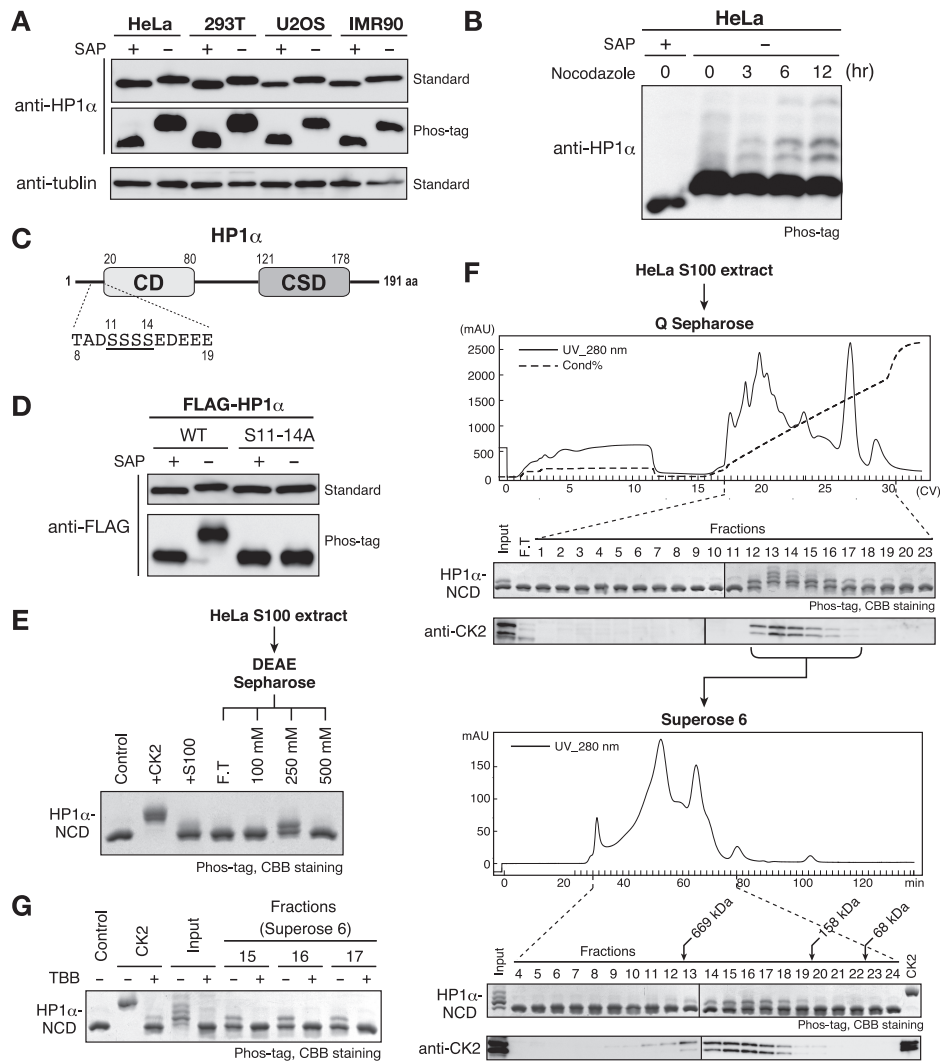 A
HeLa 293T U2OS IMR90
SAP + − + − + − + −
anti-HP1α
Standard
Phos-tag
anti-tublin
Standard
B
HeLa
SAP + −
Nocodazole 0 0 3 6 12 (hr)
anti-HP1α
Phos-tag
C
HP1α
20 80 121 178
1 CD CSD 191 aa
11 14
TADSSSSEDEEE
8 19
D
FLAG-HP1α
WT S11-14A
SAP + − + −
anti-FLAG
Standard
Phos-tag
E
HeLa S100 extract
DEAE
Sepharose
Control
+CK2
+S100
F.T
100 mM
250 mM
500 mM
HP1α-
NCD
Phos-tag, CBB staining
F
HeLa S100 extract
Q Sepharose
(mAU)
2500
2000
1500
1000
500
0
UV_280 nm
Cond%
0 5 10 15 20 25 30 (CV)
Fractions
Input F.T 1 2 3 4 5 6 7 8 9 10 11 12 13 14 15 16 17 18 19 20 23
HP1α-
NCD
Phos-tag, CBB staining
anti-CK2
Superose 6
mAU
150
100
50
0
UV_280 nm
0 20 40 60 80 100 120 min
669 kDa
158 kDa
68 kDa
Fractions
Input 4 5 6 7 8 9 10 11 12 13 14 15 16 17 18 19 20 21 22 23 24 CK2
HP1α-
NCD
Phos-tag, CBB staining
anti-CK2
G
Control
CK2
Input
Fractions
(Superose 6)
15 16 17
TBB − − + − + − + − + − +
HP1α-
NCD
Phos-tag, CBB staining